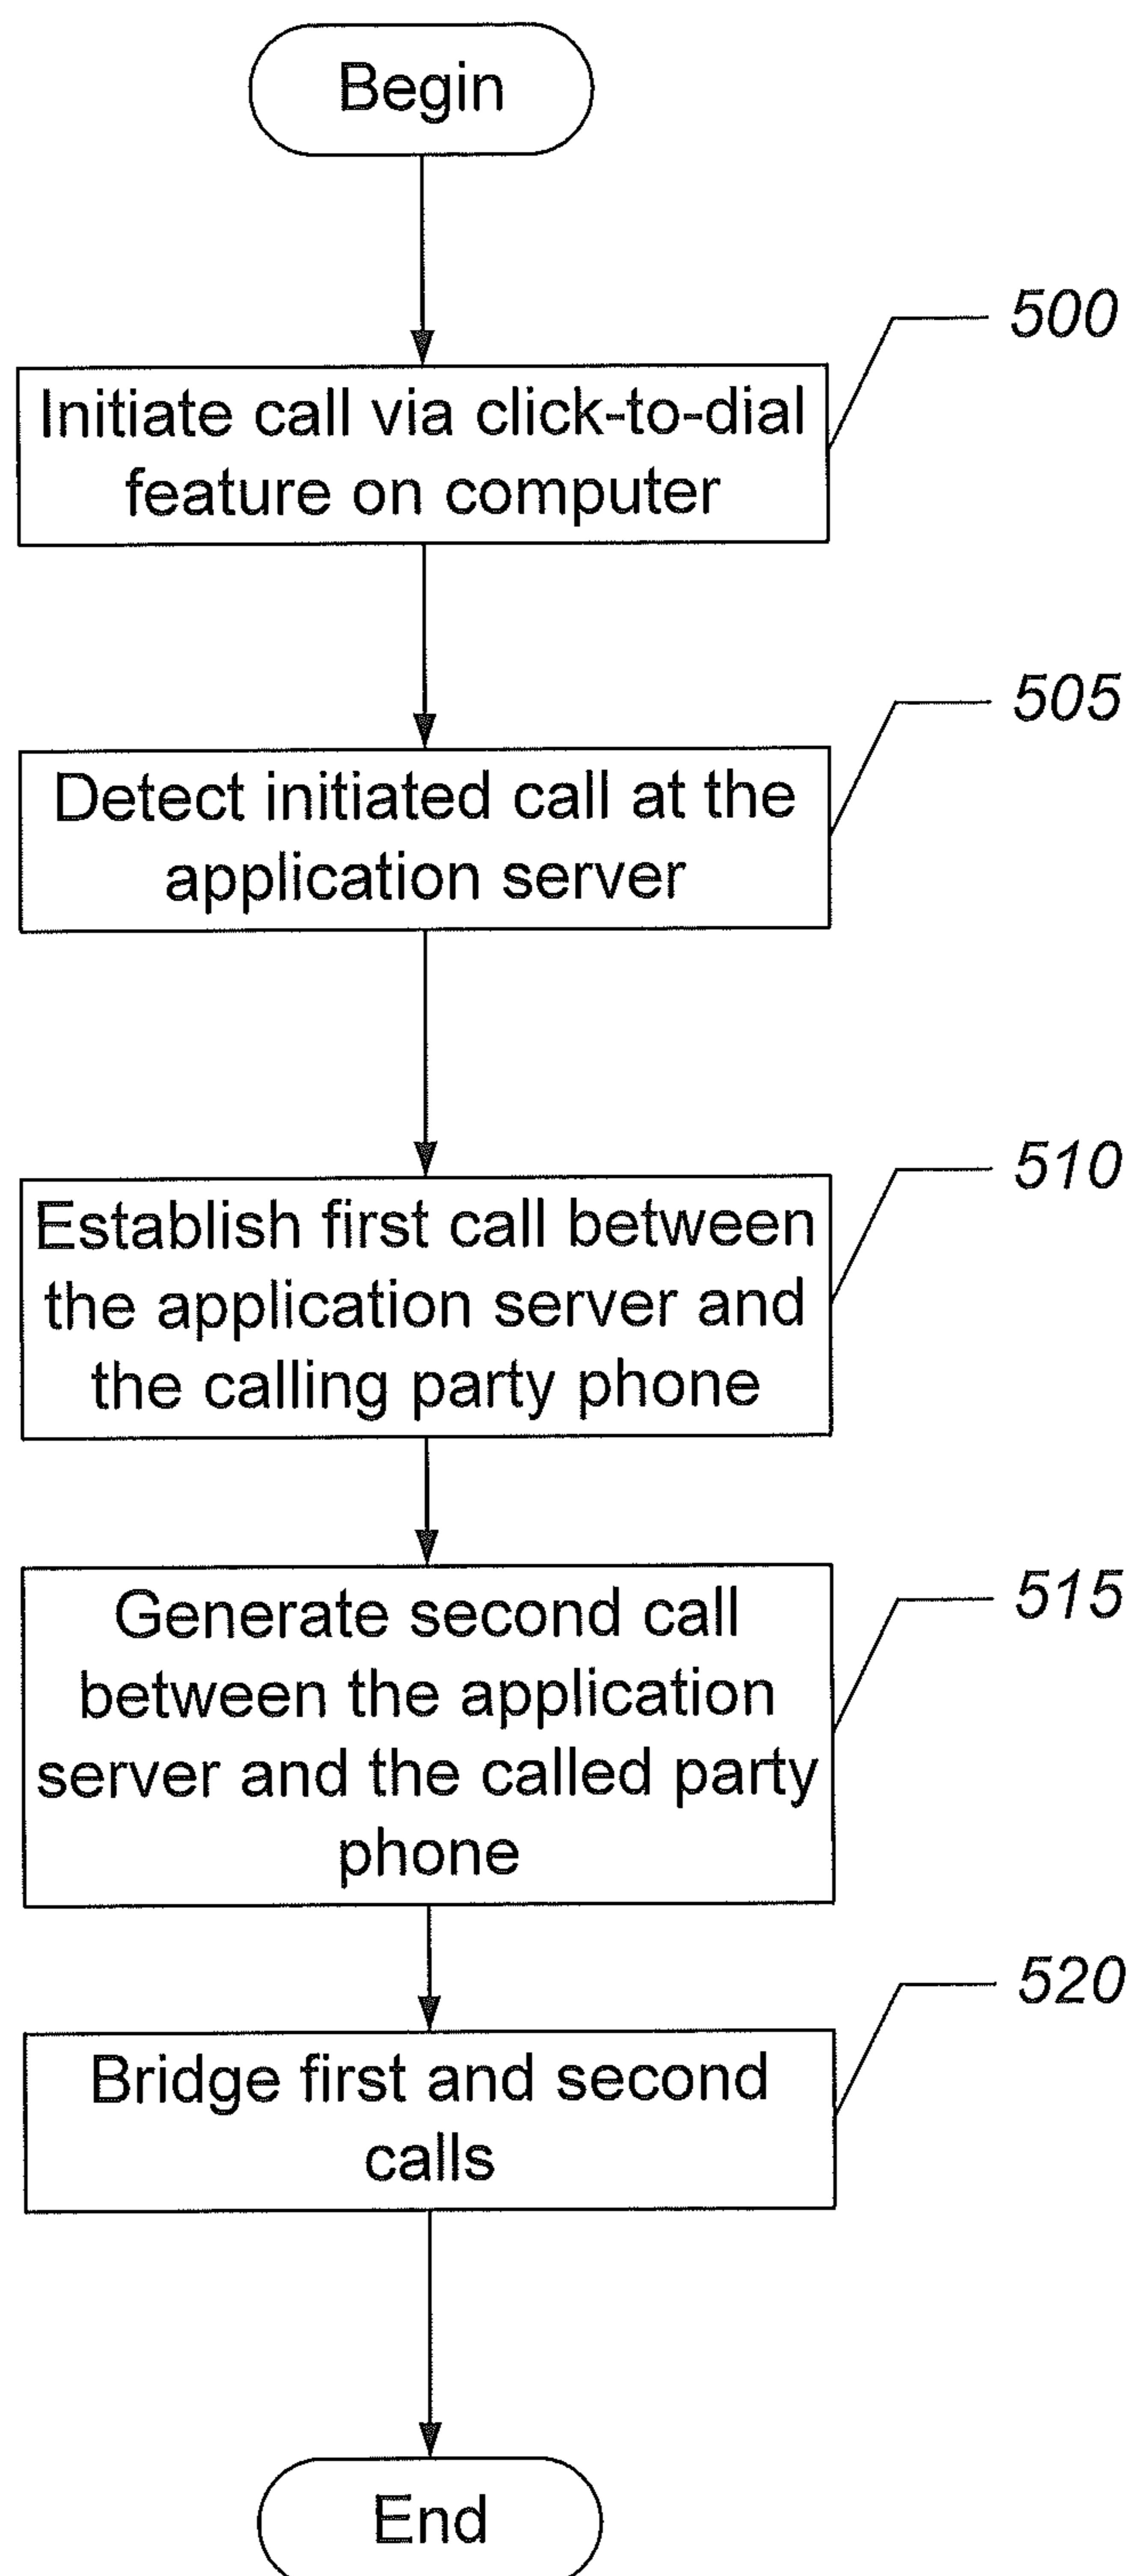 Begin
500
Initiate call via click-to-dial
feature on computer
505
Detect initiated call at the
application server
510
Establish first call between
the application server and
the calling party phone
515
Generate second call
between the application
server and the called party
phone
520
Bridge first and second
calls
End